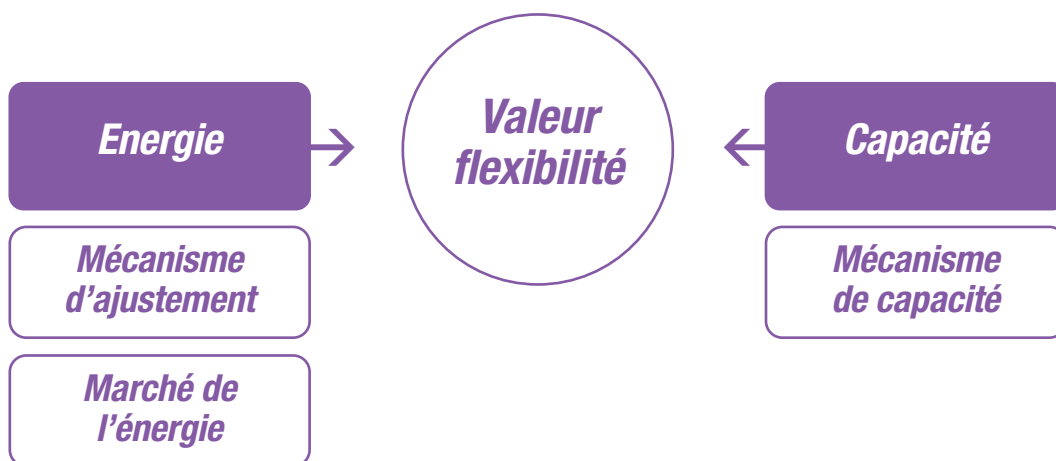 Energie
Mécanisme
d'ajustement
Marché de
l'énergie
Valeur
flexibilité
Capacité
Mécanisme
de capacité